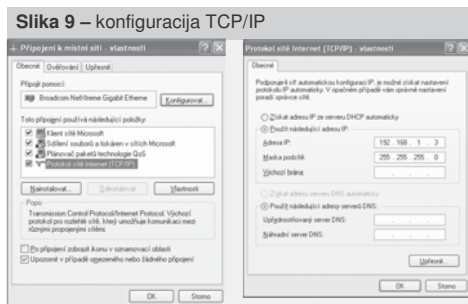 Slika 9 – konfiguracija TCP/IP
Připojení k místní síti - vlastnosti
Obecné Ověřování Upřesnit
Připojit pomocí:
Broadcom NetXtreme Gigabit Etherne
Konfigurovat...
Toto připojení používá následující položky:
Klient sítě Microsoft
Sdílení souborů a tiskáren v sítích Microsoft
Plánovač paketů technologie QoS
Protokol sítě Internet (TCP/IP)
Nainstalovat... Odinstalovat Vlastnosti
Popis
Transmission Control Protocol/Internet Protocol. Výchozí
protokol pro rozlehlé sítě, který umožňuje komunikaci mezi
různými propojenými sítěmi.
Po připojení zobrazit ikonu v oznamovací oblasti
Upozornit v případě omezeného nebo žádného připojení
OK Storno
Protokol sítě Internet (TCP/IP) - vlastnosti
Obecné
Podporuje-li síť automatickou konfiguraci IP, je možné získat nastavení
protokolu IP automaticky. V opačném případě vám správné nastavení
poradí správce sítě.
Získat adresu IP ze serveru DHCP automaticky
Použít následující adresu IP:
Adresa IP: 192 . 168 . 1 . 3
Maska podsítě: 255 . 255 . 255 . 0
Výchozí brána: . . .
Získat adresu serveru DNS automaticky
Použít následující adresy serverů DNS:
Upřednostňovaný server DNS: . . .
Náhradní server DNS: . . .
Upřesnit...
OK Storno